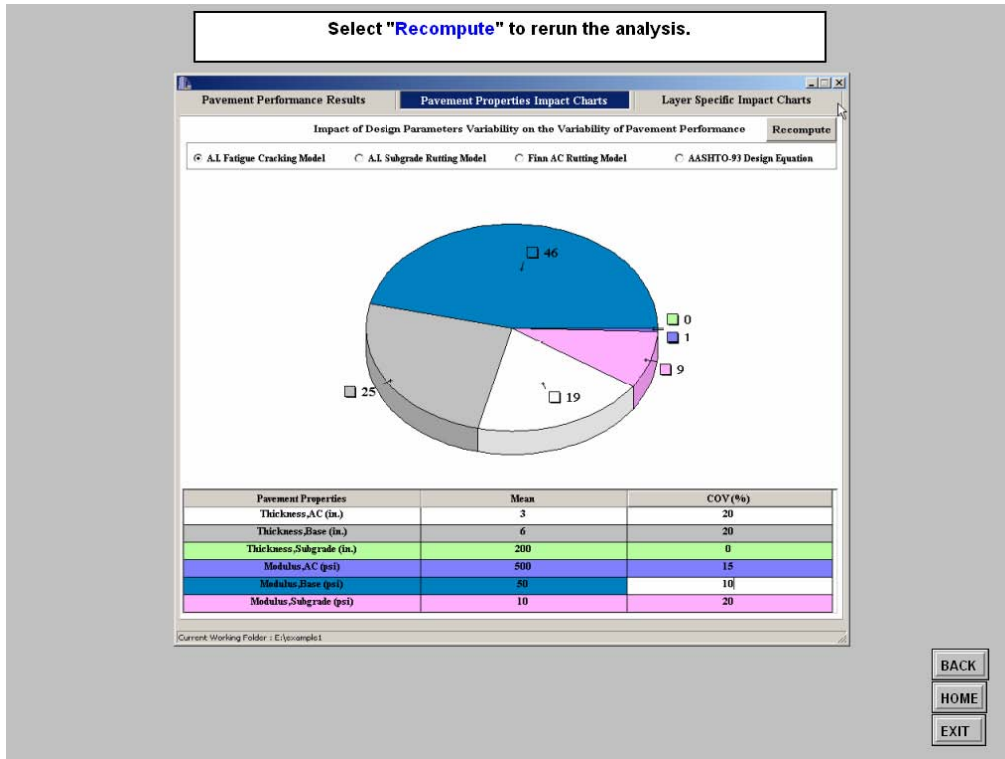 Select "Recompute" to rerun the analysis.
Pavement Performance Results Pavement Properties Impact Charts Layer Specific Impact Charts
Impact of Design Parameters Variability on the Variability of Pavement Performance Recompute
A.I. Fatigue Cracking Model A.I. Subgrade Rutting Model Finn AC Rutting Model AASHTO-93 Design Equation
46
0
1
9
25
19
Pavement Properties Mean COV(%)
Thickness,AC (in.) 3 20
Thickness,Base (in.) 6 20
Thickness,Subgrade (in.) 200 0
Modulus,AC (psi) 500 15
Modulus,Base (psi) 50 10
Modulus,Subgrade (psi) 10 20
Current Working Folder : E:\example1
BACK
HOME
EXIT